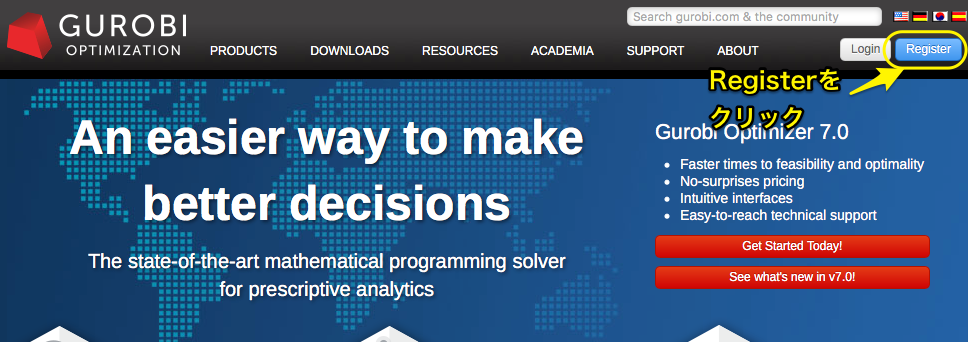 GUROBI
OPTIMIZATION
Search gurobi.com & the community
PRODUCTS DOWNLOADS RESOURCES ACADEMIA SUPPORT ABOUT
Login Register
Registerを
クリック
An easier way to make
better decisions
The state-of-the-art mathematical programming solver
for prescriptive analytics
Gurobi Optimizer 7.0
Faster times to feasibility and optimality
No-surprises pricing
Intuitive interfaces
Easy-to-reach technical support
Get Started Today!
See what's new in v7.0!